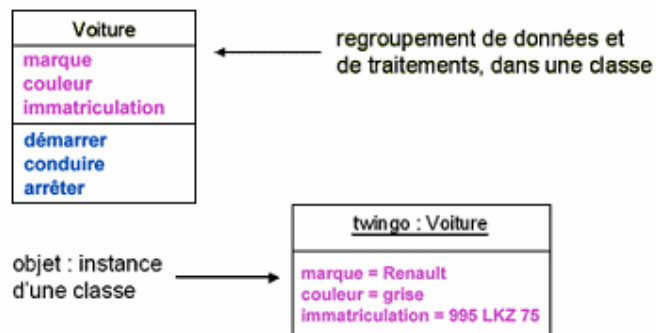 Voiture
marque
couleur
immatriculation
démarrer
conduire
arrêter
regroupement de données et
de traitements, dans une classe
objet : instance
d'une classe
twingo : Voiture
marque = Renault
couleur = grise
immatriculation = 995 LKZ 75